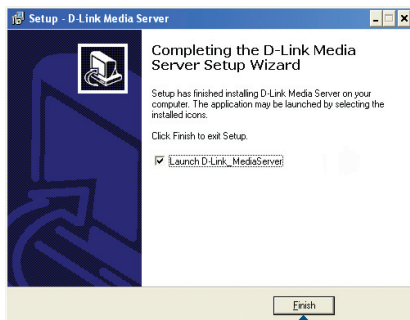 Setup - D-Link Media Server
Completing the D-Link Media
Server Setup Wizard
Setup has finished installing D-Link Media Server on your
computer. The application may be launched by selecting the
installed icons.
Click Finish to exit Setup.
Launch D-Link_MediaServer
Finish